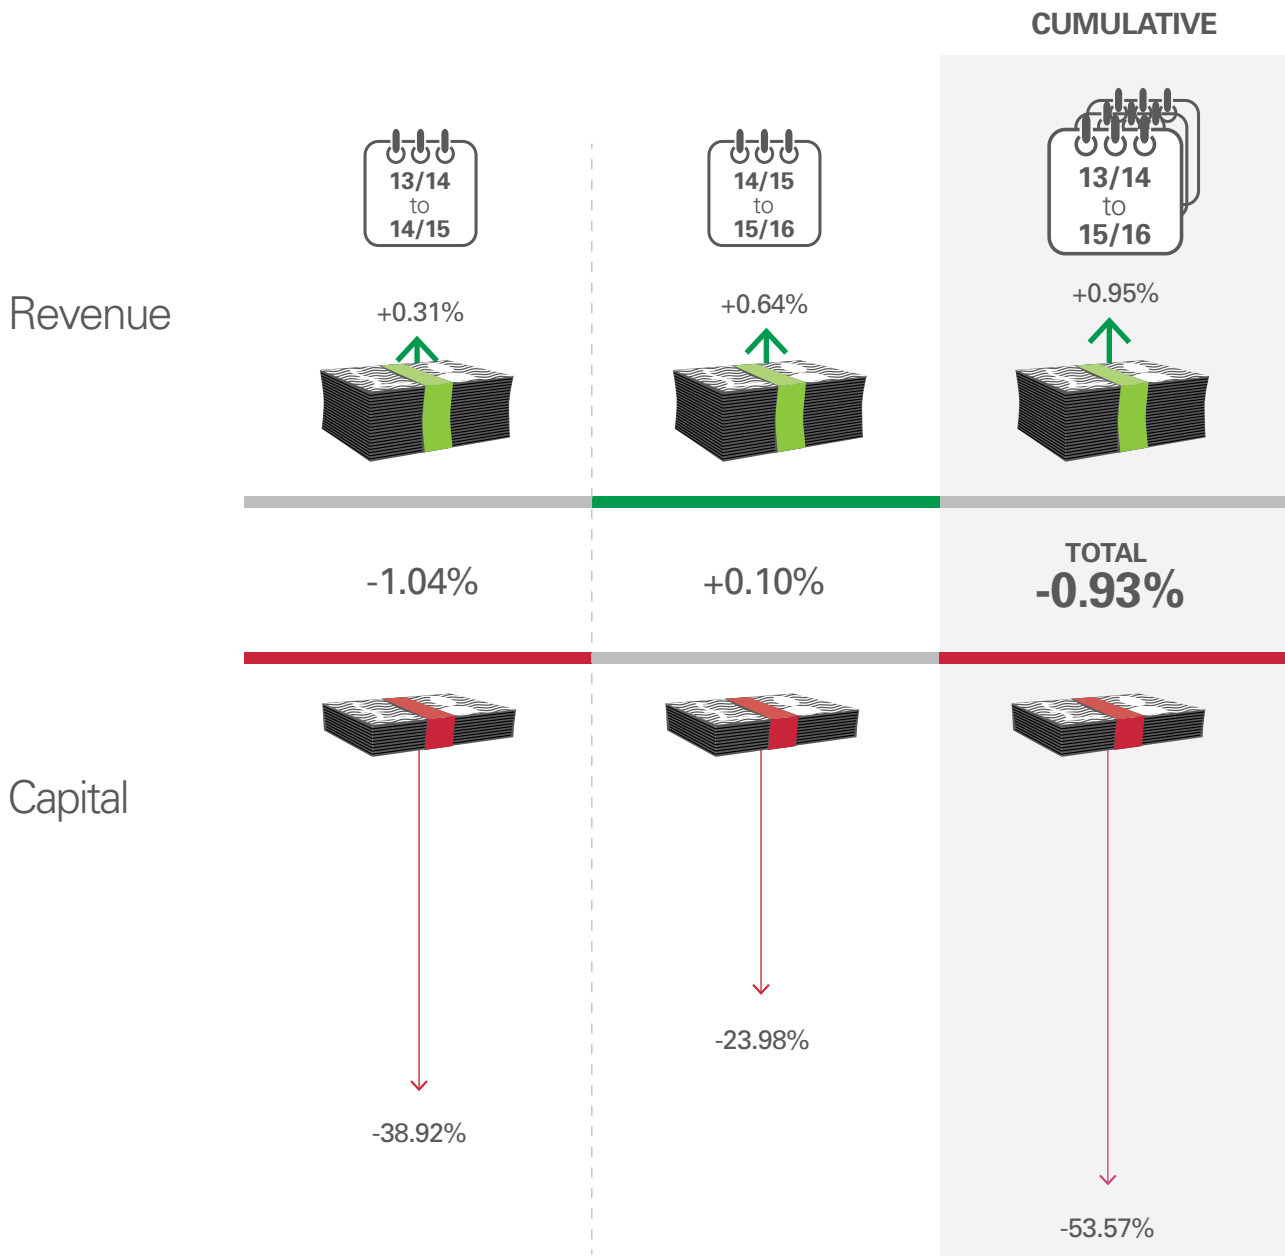 CUMULATIVE
13/14
to
14/15
14/15
to
15/16
13/14
to
15/16
Revenue
+0.31%
+0.64%
+0.95%
-1.04%
+0.10%
TOTAL
-0.93%
Capital
-38.92%
-23.98%
-53.57%